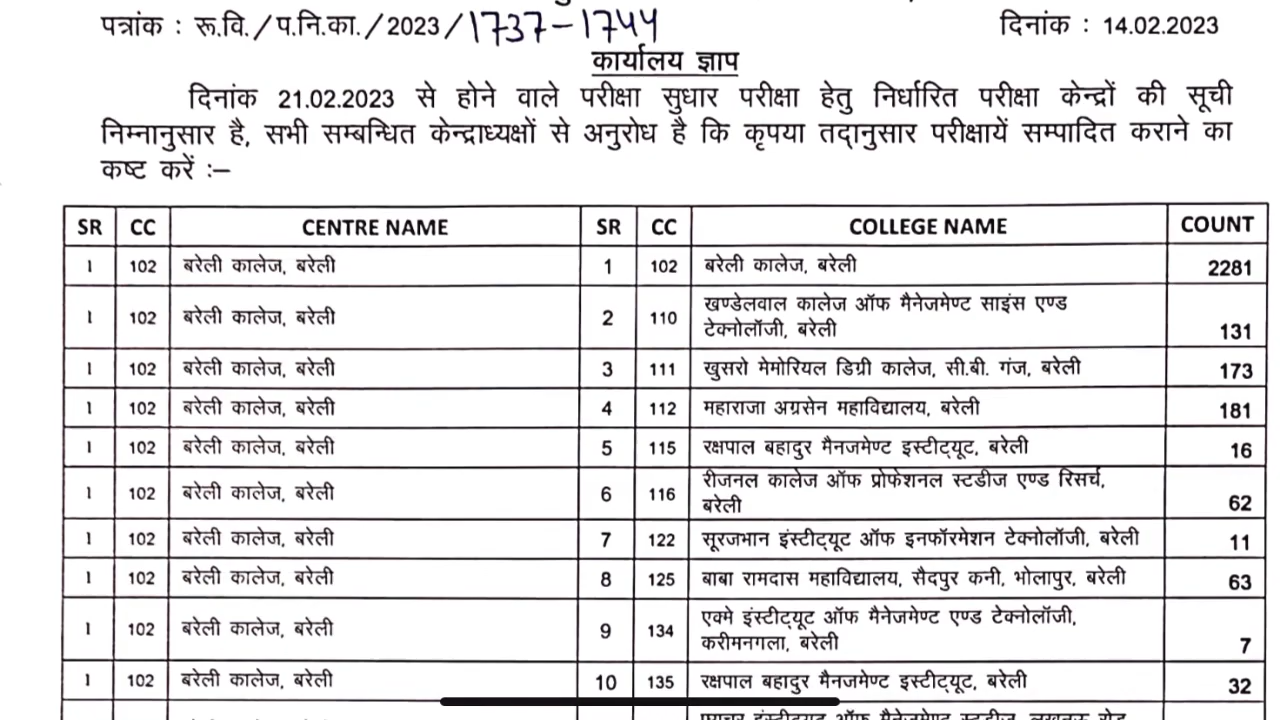 पत्रांक : रू.वि./प.नि.का./2023/1737-1744 दिनांक : 14.02.2023
कार्यालय ज्ञाप
दिनांक 21.02.2023 से होने वाले परीक्षा सुधार परीक्षा हेतु निर्धारित परीक्षा केन्द्रों की सूची
निम्नानुसार है, सभी सम्बन्धित केन्द्राध्यक्षों से अनुरोध है कि कृपया तद्ानुसार परीक्षायें सम्पादित कराने का
कष्ट करें :–
SR CC CENTRE NAME SR CC COLLEGE NAME COUNT
1 102 बरेली कालेज, बरेली 1 102 बरेली कालेज, बरेली 2281
1 102 बरेली कालेज, बरेली 2 110 खण्डेलवाल कालेज ऑफ मैनेजमेण्ट साइंस एण्ड
टेक्नोलॉजी, बरेली 131
1 102 बरेली कालेज, बरेली 3 111 खुसरो मेमोरियल डिग्री कालेज, सी.बी. गंज, बरेली 173
1 102 बरेली कालेज, बरेली 4 112 महाराजा अग्रसेन महाविद्यालय, बरेली 181
1 102 बरेली कालेज, बरेली 5 115 रक्षपाल बहादुर मैनजमेण्ट इस्टीट्यूट, बरेली 16
1 102 बरेली कालेज, बरेली 6 116 रीजनल कालेज ऑफ प्रोफेशनल स्टडीज एण्ड रिसर्च,
बरेली 62
1 102 बरेली कालेज, बरेली 7 122 सूरजभान इंस्टीट्यूट ऑफ इनफॉरमेशन टेक्नोलॉजी, बरेली 11
1 102 बरेली कालेज, बरेली 8 125 बाबा रामदास महाविद्यालय, सैदपुर कनी, भोलापुर, बरेली 63
1 102 बरेली कालेज, बरेली 9 134 एक्मे इंस्टीट्यूट ऑफ मैनेजमेण्ट एण्ड टेक्नोलॉजी,
करीमनगला, बरेली 7
1 102 बरेली कालेज, बरेली 10 135 रक्षपाल बहादुर मैनजमेण्ट इस्टीट्यूट, बरेली 32